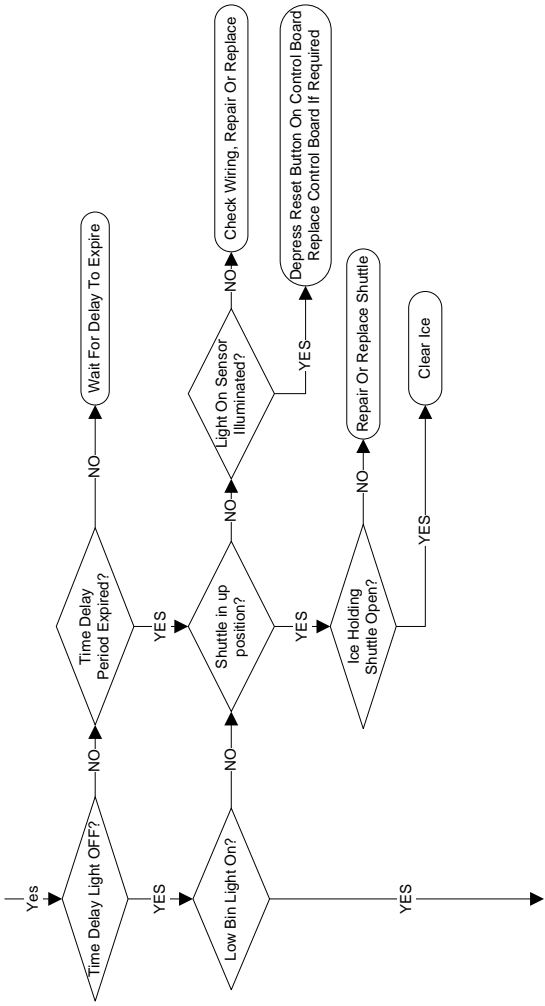 Yes
Time Delay Light OFF?
NO
Time Delay
Period Expired?
NO
Wait For Delay To Expire
YES
YES
Low Bin Light On?
NO
Shuttle in up
position?
NO
Light On Sensor
Illuminated?
NO
Check Wiring, Repair Or Replace
YES
Depress Reset Button On Control Board
Replace Control Board If Required
YES
Ice Holding
Shuttle Open?
NO
Repair Or Replace Shuttle
YES
Clear Ice
YES